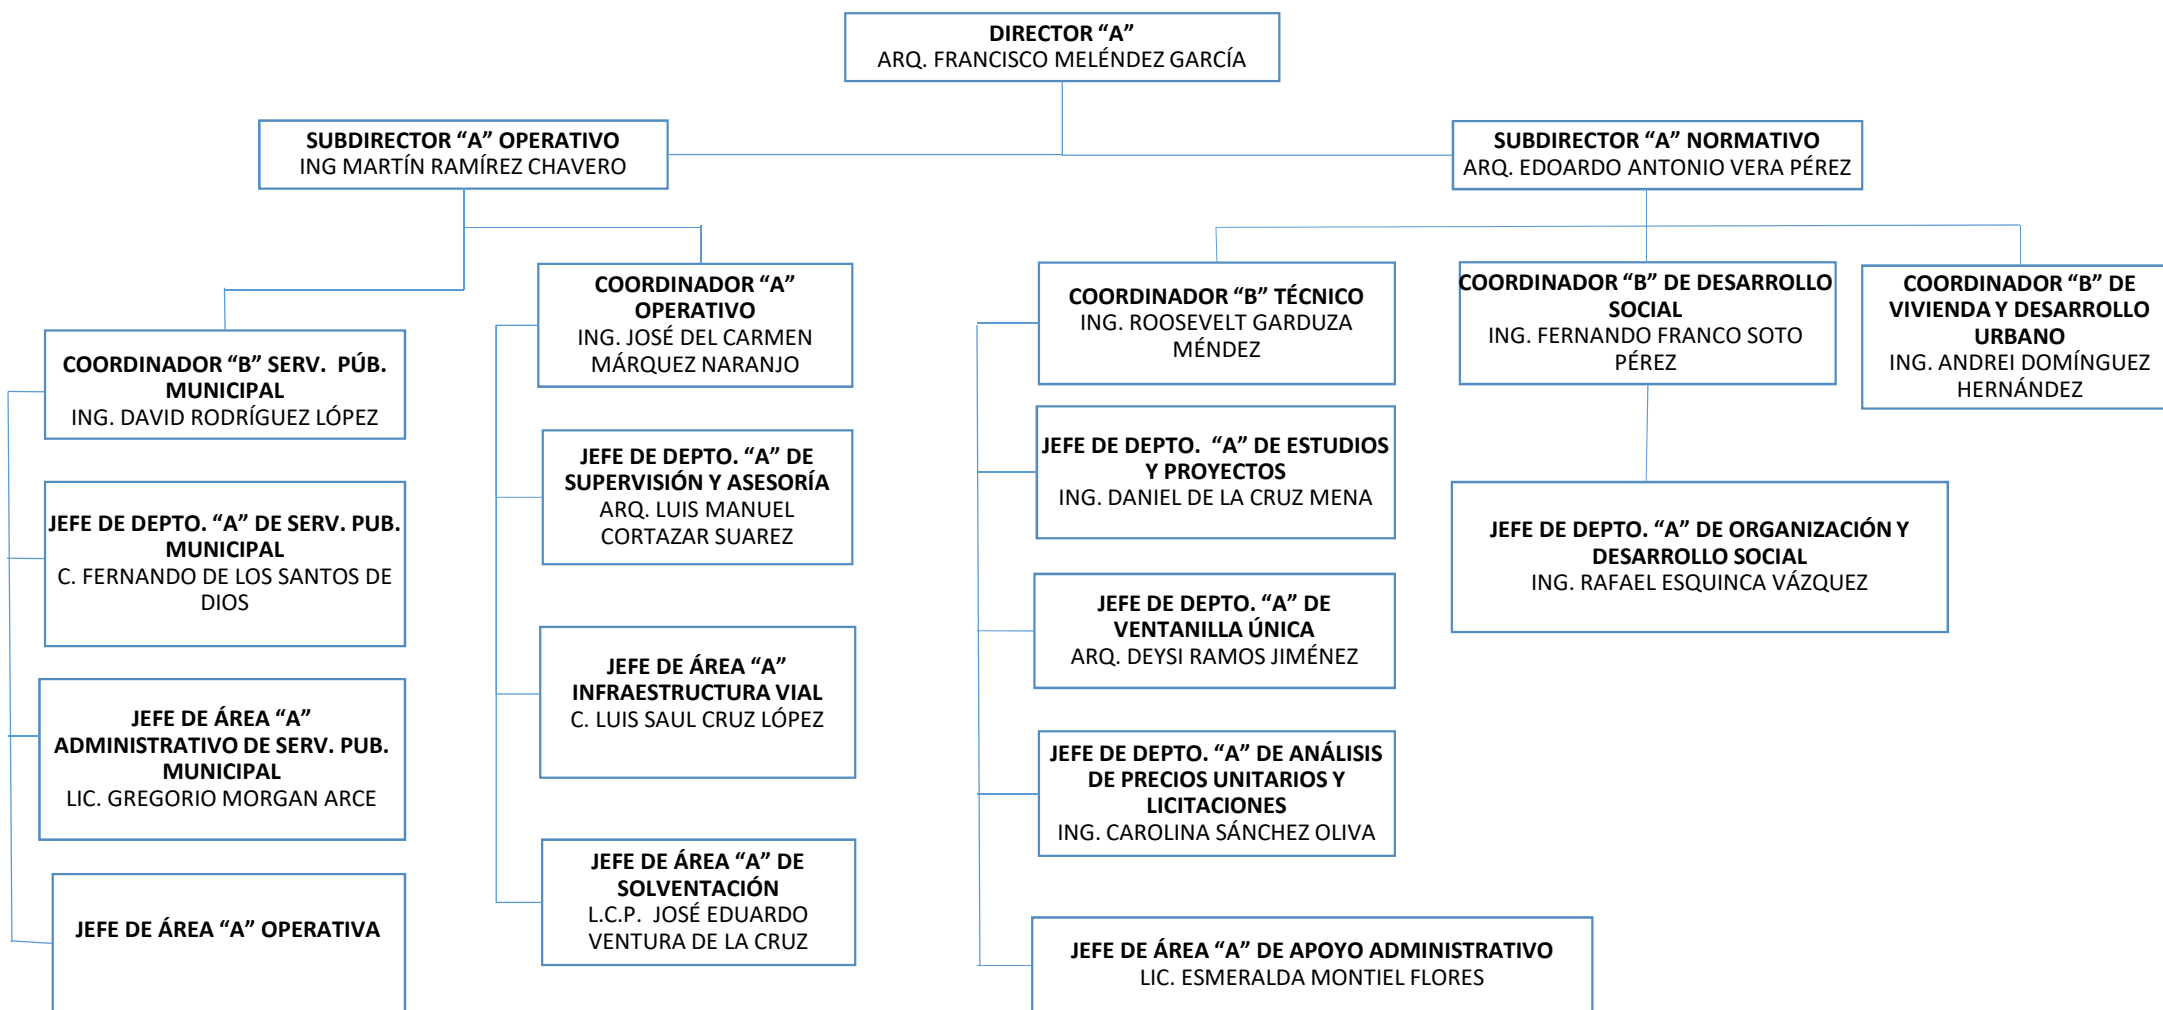 DIRECTOR “A”
ARQ. FRANCISCO MELÉNDEZ GARCÍA
SUBDIRECTOR “A” OPERATIVO
ING MARTÍN RAMÍREZ CHAVERO
SUBDIRECTOR “A” NORMATIVO
ARQ. EDOARDO ANTONIO VERA PÉREZ
COORDINADOR “B” SERV. PÚB.
MUNICIPAL
ING. DAVID RODRÍGUEZ LÓPEZ
JEFE DE DEPTO. “A” DE SERV. PUB.
MUNICIPAL
C. FERNANDO DE LOS SANTOS DE
DIOS
JEFE DE ÁREA “A”
ADMINISTRATIVO DE SERV. PUB.
MUNICIPAL
LIC. GREGORIO MORGAN ARCE
JEFE DE ÁREA “A” OPERATIVA
COORDINADOR “A”
OPERATIVO
ING. JOSÉ DEL CARMEN
MÁRQUEZ NARANJO
JEFE DE DEPTO. “A” DE
SUPERVISIÓN Y ASESORÍA
ARQ. LUIS MANUEL
CORTAZAR SUAREZ
JEFE DE ÁREA “A”
INFRAESTRUCTURA VIAL
C. LUIS SAUL CRUZ LÓPEZ
JEFE DE ÁREA “A” DE
SOLVENTACIÓN
L.C.P. JOSÉ EDUARDO
VENTURA DE LA CRUZ
COORDINADOR “B” TÉCNICO
ING. ROOSEVELT GARDUZA
MÉNDEZ
JEFE DE DEPTO. “A” DE ESTUDIOS
Y PROYECTOS
ING. DANIEL DE LA CRUZ MENA
JEFE DE DEPTO. “A” DE
VENTANILLA ÚNICA
ARQ. DEYSI RAMOS JIMÉNEZ
JEFE DE DEPTO. “A” DE ANÁLISIS
DE PRECIOS UNITARIOS Y
LICITACIONES
ING. CAROLINA SÁNCHEZ OLIVA
JEFE DE ÁREA “A” DE APOYO ADMINISTRATIVO
LIC. ESMERALDA MONTIEL FLORES
COORDINADOR “B” DE DESARROLLO
SOCIAL
ING. FERNANDO FRANCO SOTO
PÉREZ
JEFE DE DEPTO. “A” DE ORGANIZACIÓN Y
DESARROLLO SOCIAL
ING. RAFAEL ESQUINCA VÁZQUEZ
COORDINADOR “B” DE
VIVIENDA Y DESARROLLO
URBANO
ING. ANDREI DOMÍNGUEZ
HERNÁNDEZ